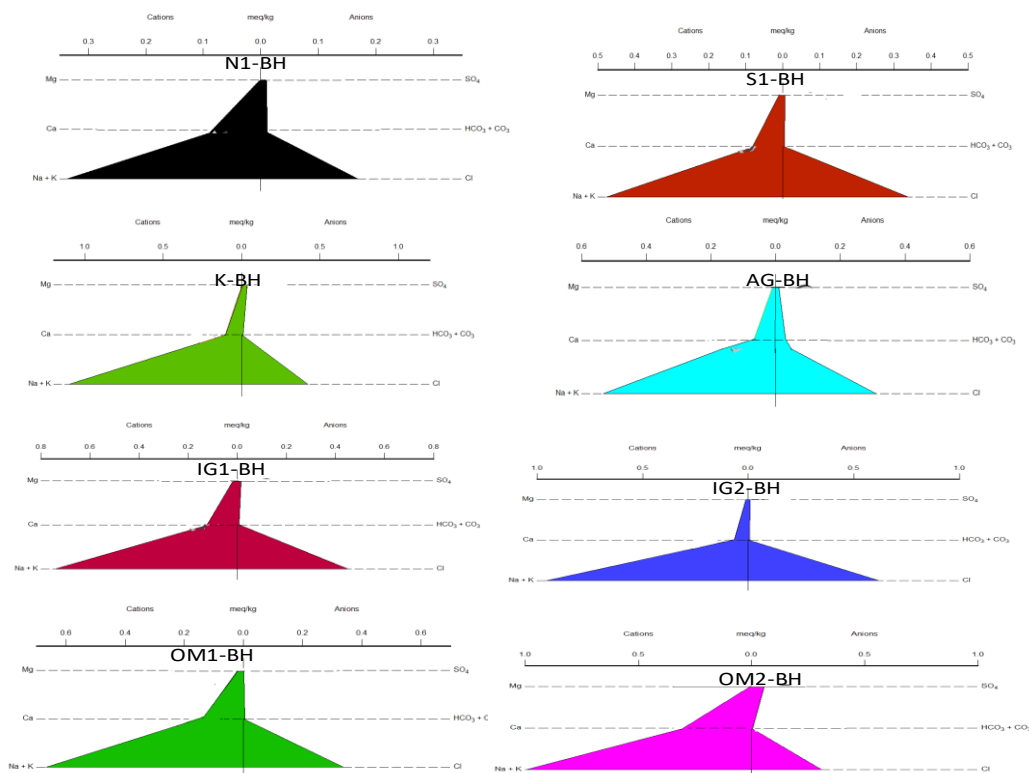 Cations meq/kg Anions
0.3 0.2 0.1 0.0 0.1 0.2 0.3
N1-BH
Mg SO₄
Ca HCO₃ + CO₃
Na + K Cl
Cations meq/kg Anions
0.5 0.4 0.3 0.2 0.1 0.0 0.1 0.2 0.3 0.4 0.5
S1-BH
Mg SO₄
Ca HCO₃ + CO₃
Na + K Cl
Cations meq/kg Anions
1.0 0.5 0.0 0.5 1.0
K-BH
Mg SO₄
Ca HCO₃ + CO₃
Na + K Cl
Cations meq/kg Anions
0.6 0.4 0.2 0.0 0.2 0.4 0.6
AG-BH
Mg SO₄
Ca HCO₃ + CO₃
Na + K Cl
Cations meq/kg Anions
0.8 0.6 0.4 0.2 0.0 0.2 0.4 0.6 0.8
IG1-BH
Mg SO₄
Ca HCO₃ + CO₃
Na + K Cl
Cations meq/kg Anions
1.0 0.5 0.0 0.5 1.0
IG2-BH
Mg SO₄
Ca HCO₃ + CO₃
Na + K Cl
Cations meq/kg Anions
0.6 0.4 0.2 0.0 0.2 0.4 0.6
OM1-BH
Mg SO₄
Ca HCO₃ + C
Na + K Cl
Cations meq/kg Anions
1.0 0.5 0.0 0.5 1.0
OM2-BH
Mg SO₄
Ca HCO₃ + CO₃
Na + K Cl